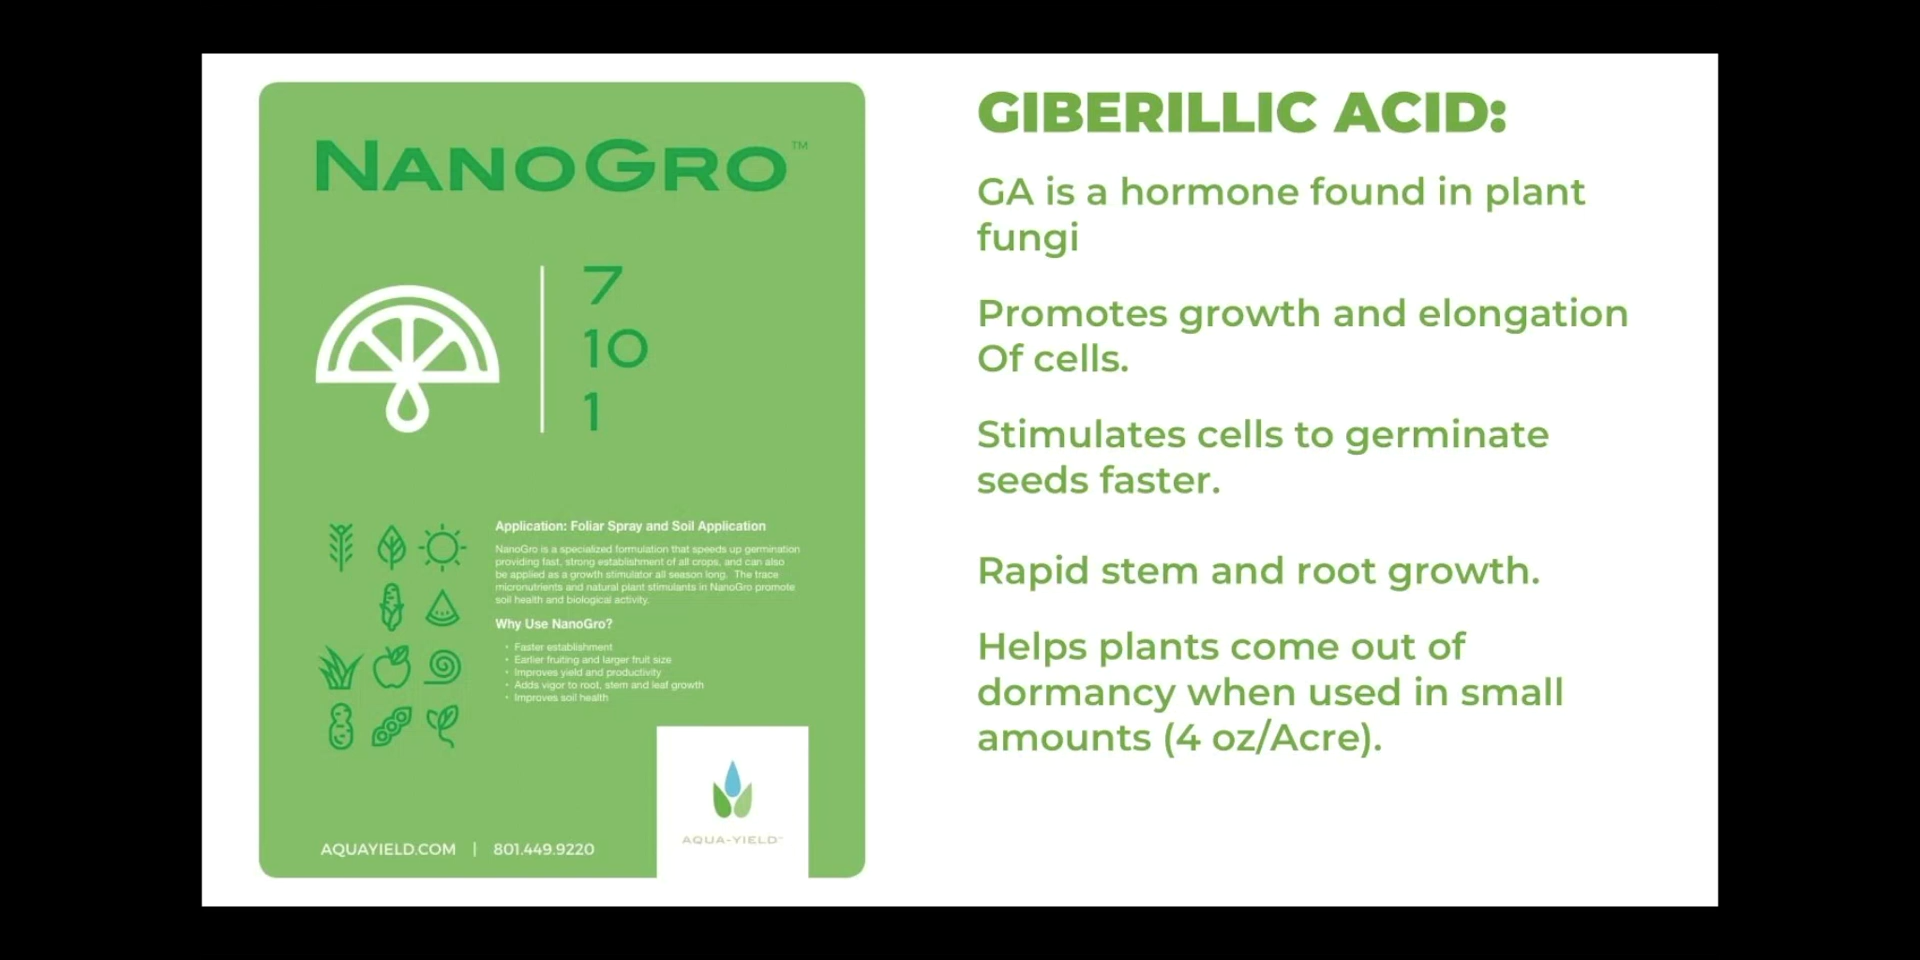 NANOGRO™
7
10
1
Application: Foliar Spray and Soil Application
NanoGro is a specialized formulation that speeds up germination
providing fast, strong establishment of all crops, and can also
be applied as a growth stimulator all season long. The trace
micronutrients and natural plant stimulants in NanoGro promote
soil health and biological activity.
Why Use NanoGro?
• Faster establishment
• Earlier fruiting and larger fruit size
• Improves yield and productivity
• Adds vigor to root, stem and leaf growth
• Improves soil health
AQUAYIELD.COM | 801.449.9220
AQUA-YIELD™
GIBERILLIC ACID:
GA is a hormone found in plant
fungi
Promotes growth and elongation
Of cells.
Stimulates cells to germinate
seeds faster.
Rapid stem and root growth.
Helps plants come out of
dormancy when used in small
amounts (4 oz/Acre).